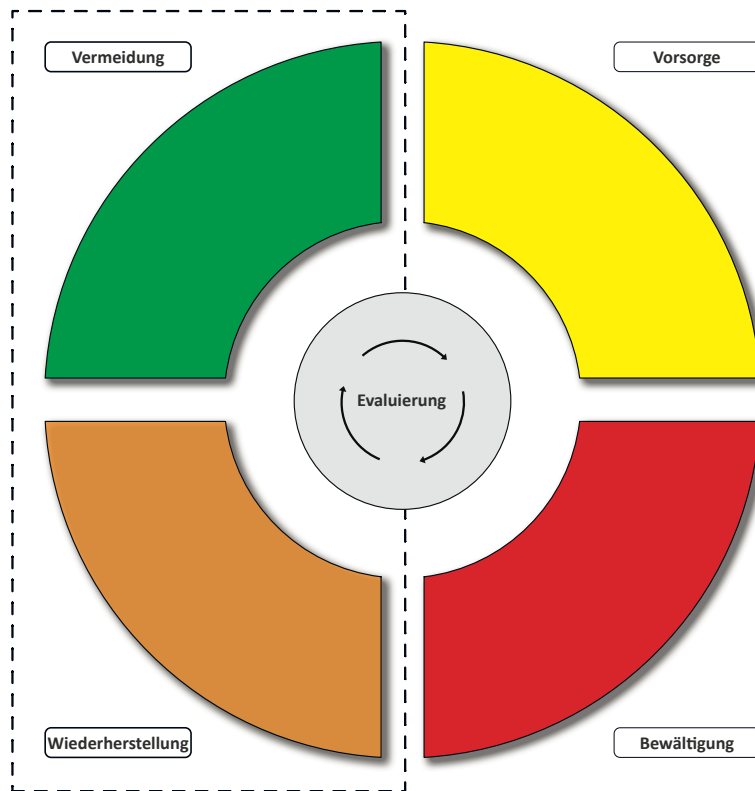 Vermeidung
Vorsorge
Evaluierung
Wiederherstellung
Bewältigung